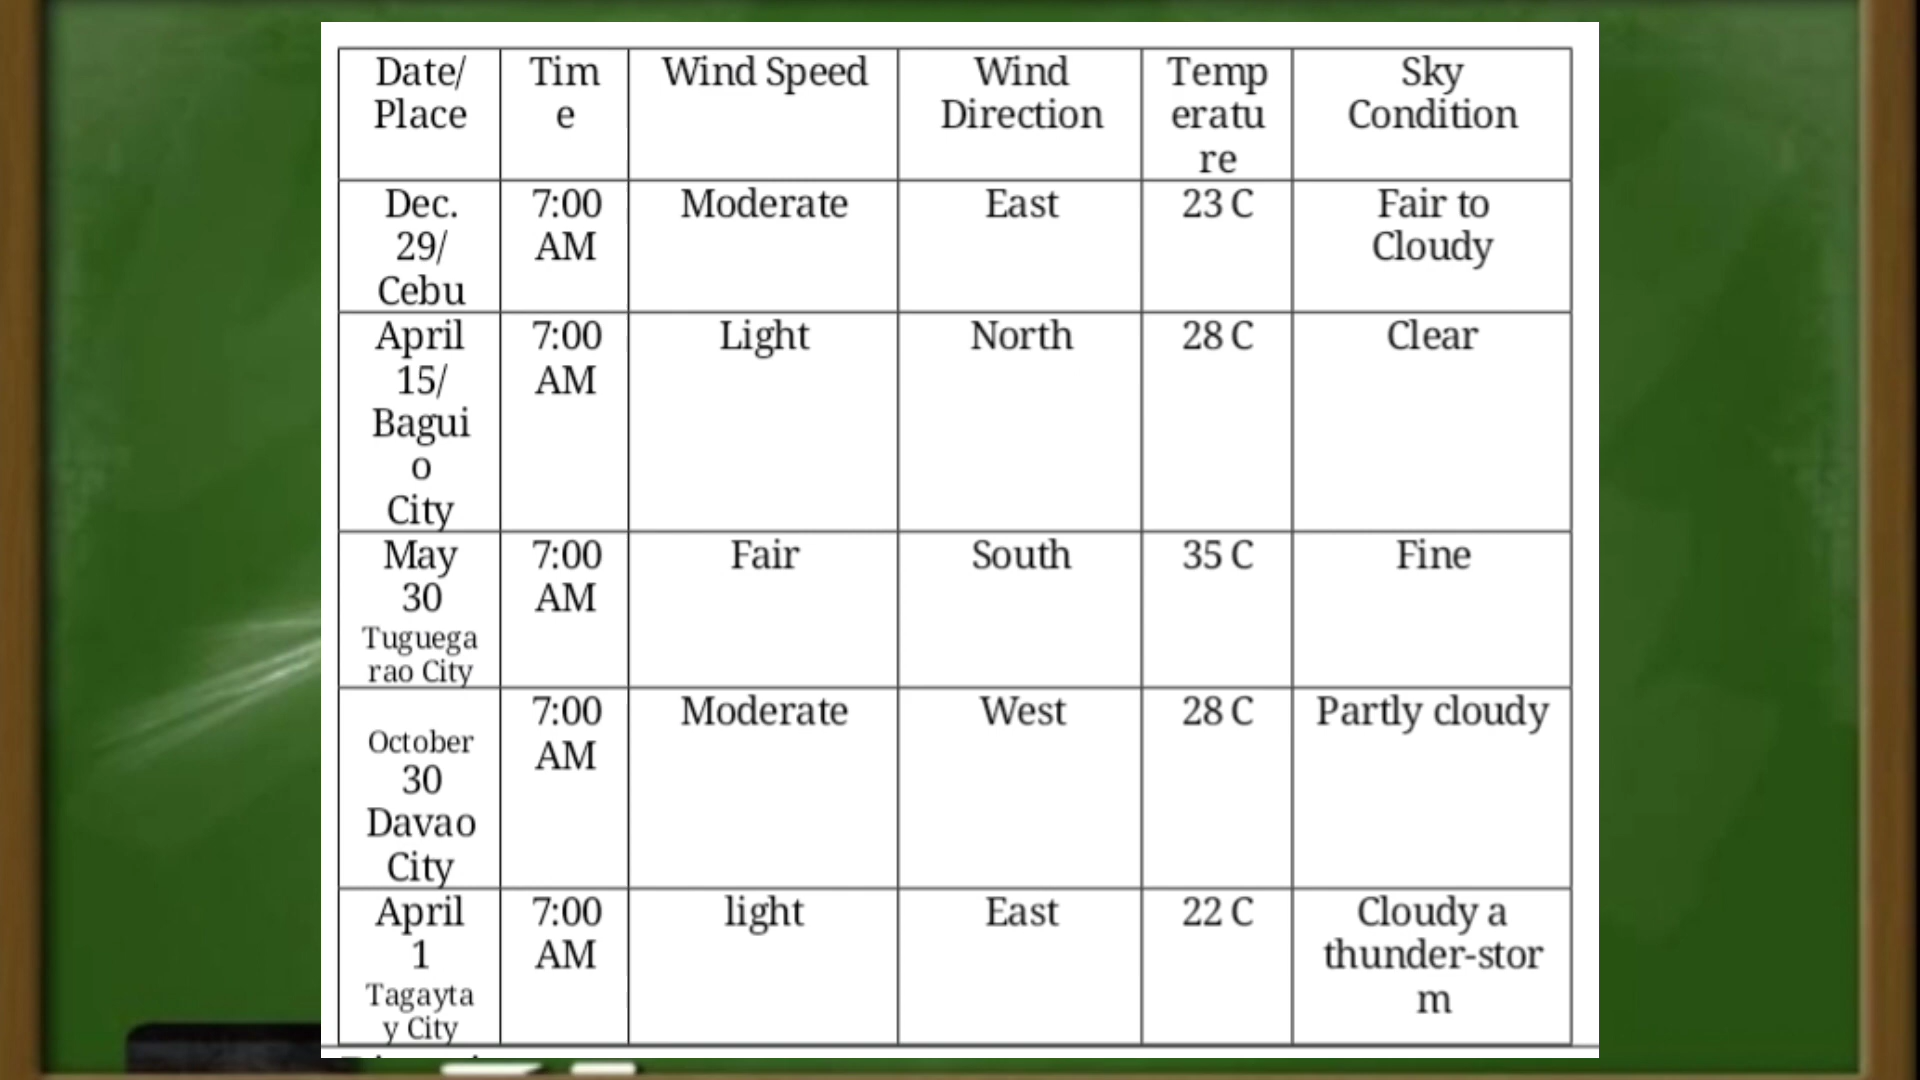 Date/
Place
Tim
e
Wind Speed
Wind
Direction
Temp
eratu
re
Sky
Condition
Dec.
29/
Cebu
7:00
AM
Moderate
East
23 C
Fair to
Cloudy
April
15/
Bagui
o
City
7:00
AM
Light
North
28 C
Clear
May
30
Tuguega
rao City
7:00
AM
Fair
South
35 C
Fine
October
30
Davao
City
7:00
AM
Moderate
West
28 C
Partly cloudy
April
1
Tagayta
y City
7:00
AM
light
East
22 C
Cloudy a
thunder-stor
m